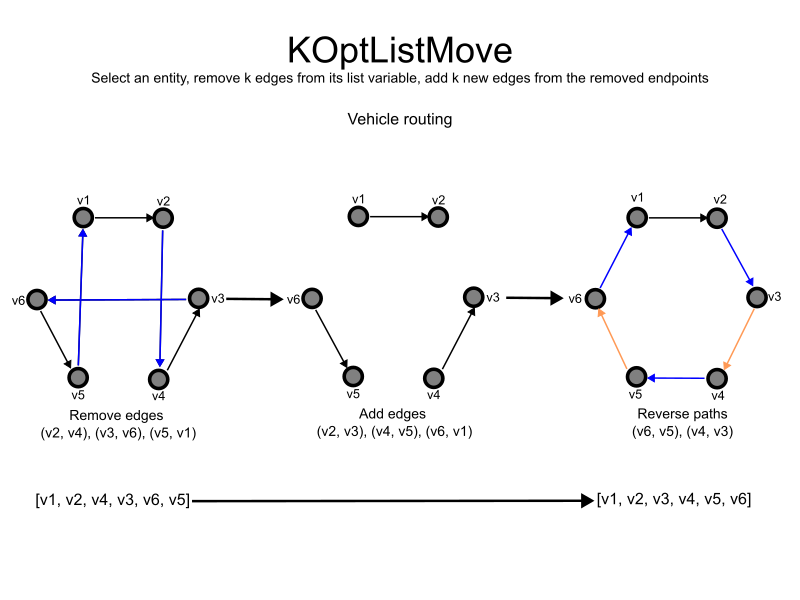 KOptListMove
Select an entity, remove k edges from its list variable, add k new edges from the removed endpoints
Vehicle routing
v1 v2
v6 v3
v5 v4
Remove edges
(v2, v4), (v3, v6), (v5, v1)
v1 v2
v6 v3
v5 v4
Add edges
(v2, v3), (v4, v5), (v6, v1)
v1 v2
v6 v3
v5 v4
Reverse paths
(v6, v5), (v4, v3)
[v1, v2, v4, v3, v6, v5]
[v1, v2, v3, v4, v5, v6]